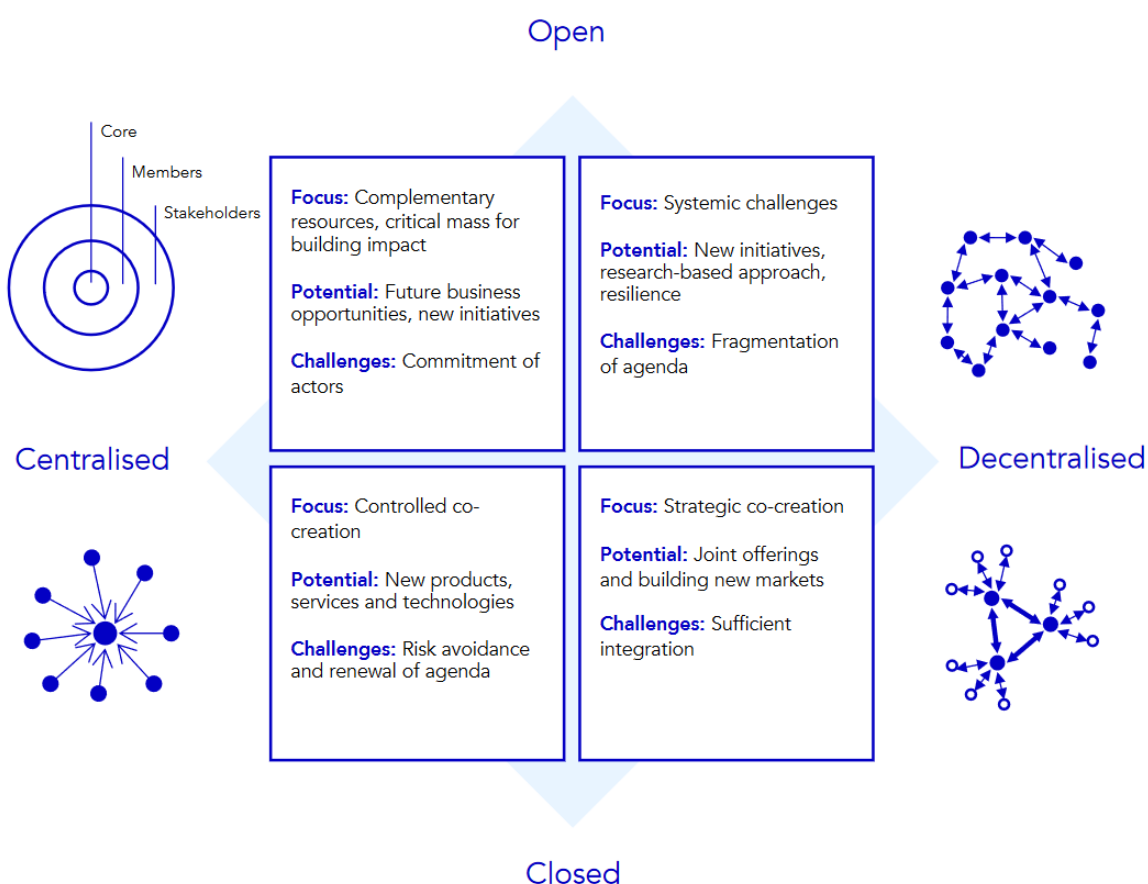 Open
Core
Members
Stakeholders
Focus: Complementary
resources, critical mass for
building impact
Potential: Future business
opportunities, new initiatives
Challenges: Commitment of
actors
Focus: Systemic challenges
Potential: New initiatives,
research-based approach,
resilience
Challenges: Fragmentation
of agenda
Centralised
Decentralised
Focus: Controlled co-
creation
Potential: New products,
services and technologies
Challenges: Risk avoidance
and renewal of agenda
Focus: Strategic co-creation
Potential: Joint offerings
and building new markets
Challenges: Sufficient
integration
Closed